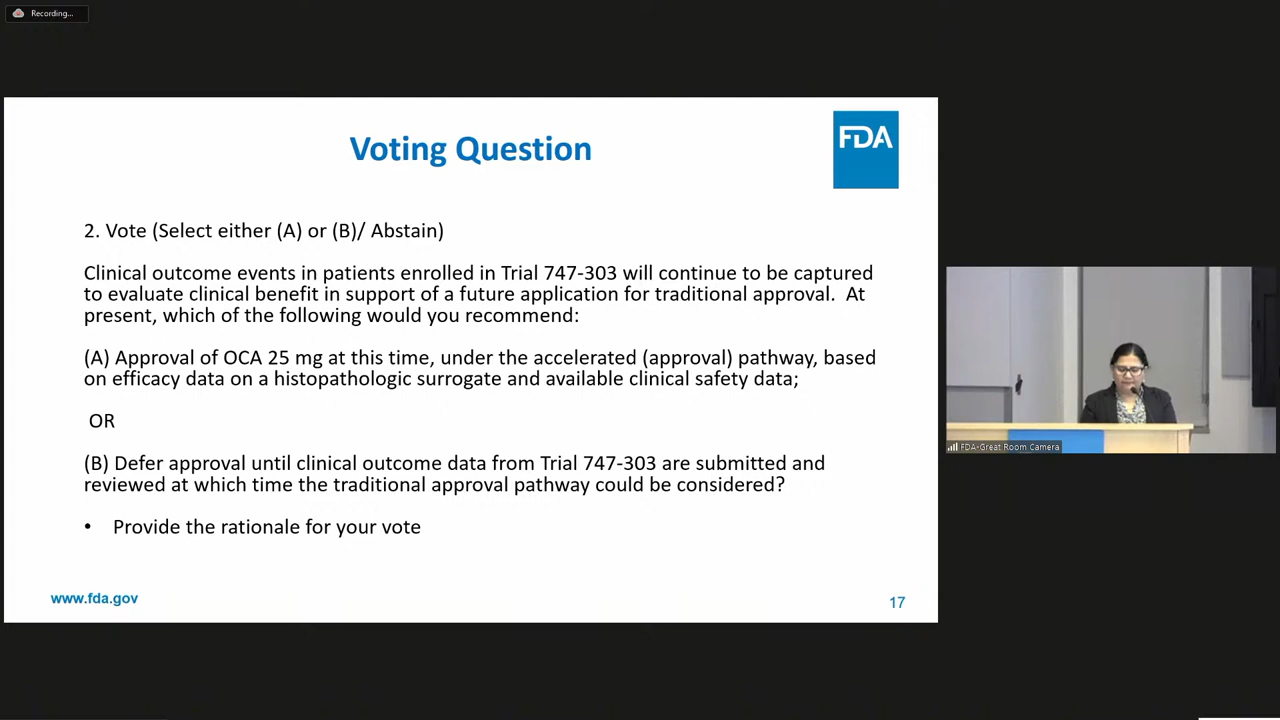 Recording...
Voting Question
FDA
2. Vote (Select either (A) or (B)/ Abstain)
Clinical outcome events in patients enrolled in Trial 747-303 will continue to be captured
to evaluate clinical benefit in support of a future application for traditional approval.  At
present, which of the following would you recommend:
(A) Approval of OCA 25 mg at this time, under the accelerated (approval) pathway, based
on efficacy data on a histopathologic surrogate and available clinical safety data;
OR
(B) Defer approval until clinical outcome data from Trial 747-303 are submitted and
reviewed at which time the traditional approval pathway could be considered?
• Provide the rationale for your vote
www.fda.gov
17
FDA-Great Room Camera